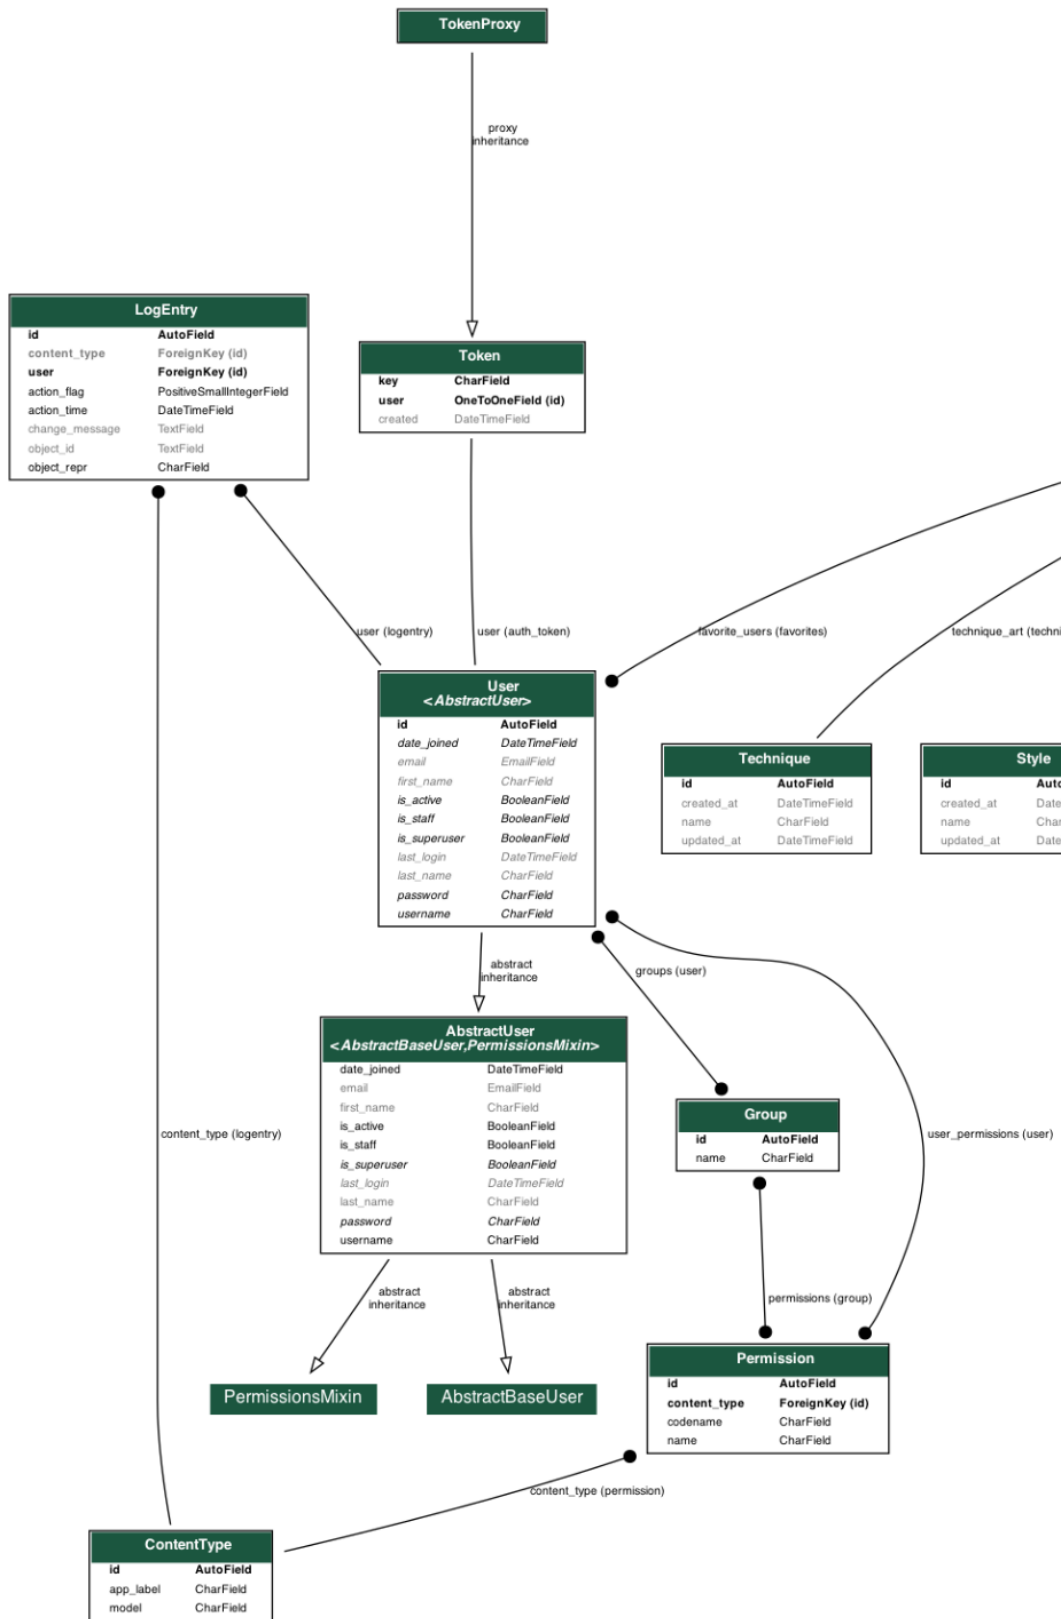 TokenProxy
proxy
inheritance
LogEntry
id AutoField
content_type ForeignKey (id)
user ForeignKey (id)
action_flag PositiveSmallIntegerField
action_time DateTimeField
change_message TextField
object_id TextField
object_repr CharField
Token
key CharField
user OneToOneField (id)
created DateTimeField
user (logentry)
user (auth_token)
favorite_users (favorites)
technique_art (techni
User
<AbstractUser>
id AutoField
date_joined DateTimeField
email EmailField
first_name CharField
is_active BooleanField
is_staff BooleanField
is_superuser BooleanField
last_login DateTimeField
last_name CharField
password CharField
username CharField
Technique
id AutoField
created_at DateTimeField
name CharField
updated_at DateTimeField
Style
id Auto
created_at Date
name Char
updated_at Date
abstract
inheritance
groups (user)
AbstractUser
<AbstractBaseUser,PermissionsMixin>
date_joined DateTimeField
email EmailField
first_name CharField
is_active BooleanField
is_staff BooleanField
is_superuser BooleanField
last_login DateTimeField
last_name CharField
password CharField
username CharField
content_type (logentry)
Group
id AutoField
name CharField
user_permissions (user)
abstract
inheritance
abstract
inheritance
permissions (group)
PermissionsMixin
AbstractBaseUser
Permission
id AutoField
content_type ForeignKey (id)
codename CharField
name CharField
content_type (permission)
ContentType
id AutoField
app_label CharField
model CharField